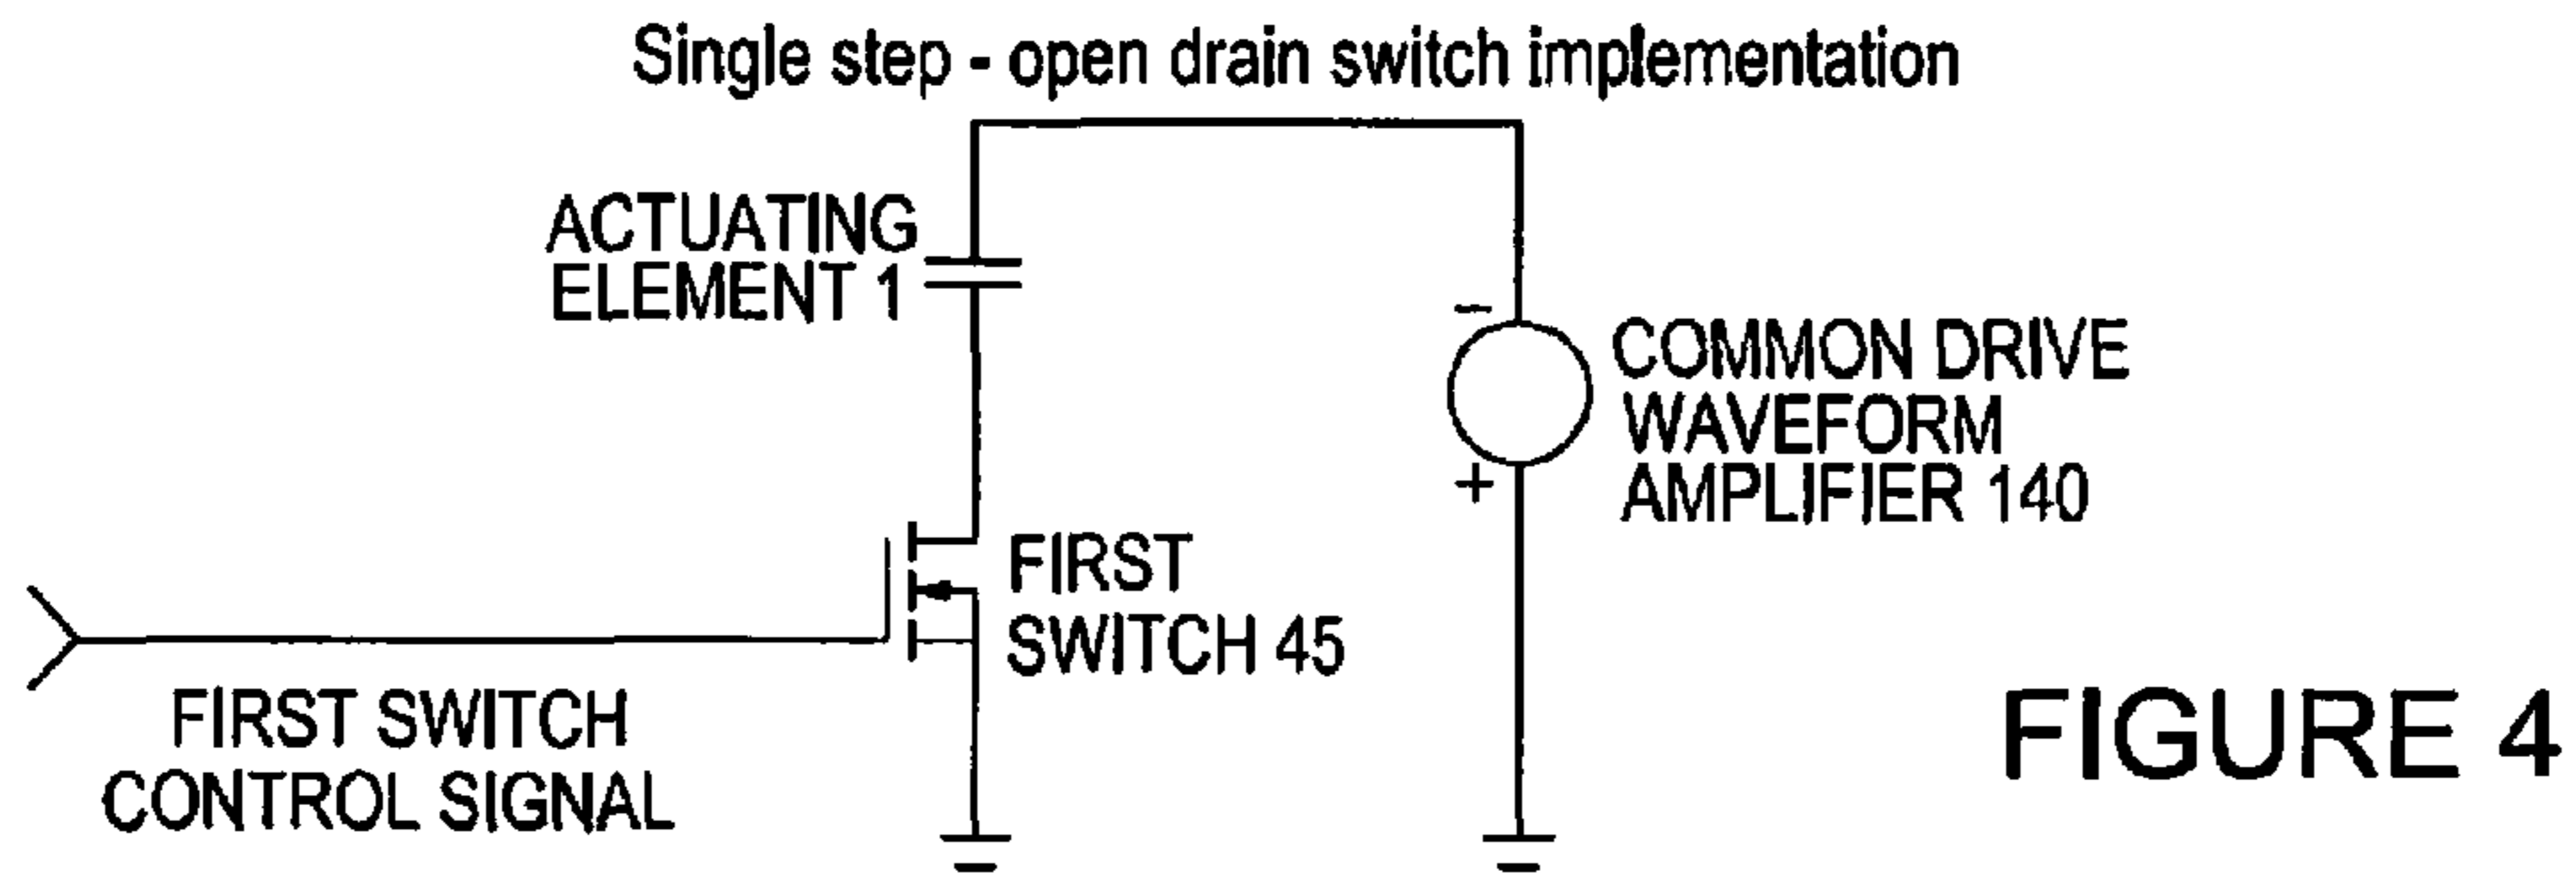 Single step - open drain switch implementation
ACTUATING
ELEMENT 1
−
COMMON DRIVE
WAVEFORM
AMPLIFIER 140
+
FIRST
SWITCH 45
FIRST SWITCH
CONTROL SIGNAL
FIGURE 4